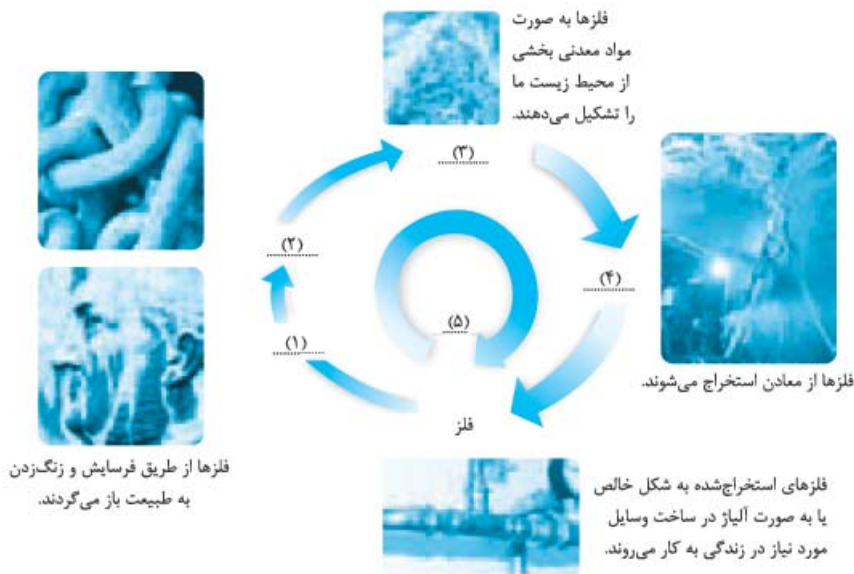 فلزها به صورت
مواد معدنی بخشی
از محیط زیست ما
را تشکیل می‌دهند.
(۳)
(۲)
(۴)
(۵)
(۱)
فلزها از معادن استخراج می‌شوند.
فلز
فلزها از طریق فرسایش و زنگ‌زدن
به طبیعت باز می‌گردند.
فلزهای استخراج‌شده به شکل خالص
یا به صورت آلیاژ در ساخت وسایل
مورد نیاز در زندگی به کار می‌روند.